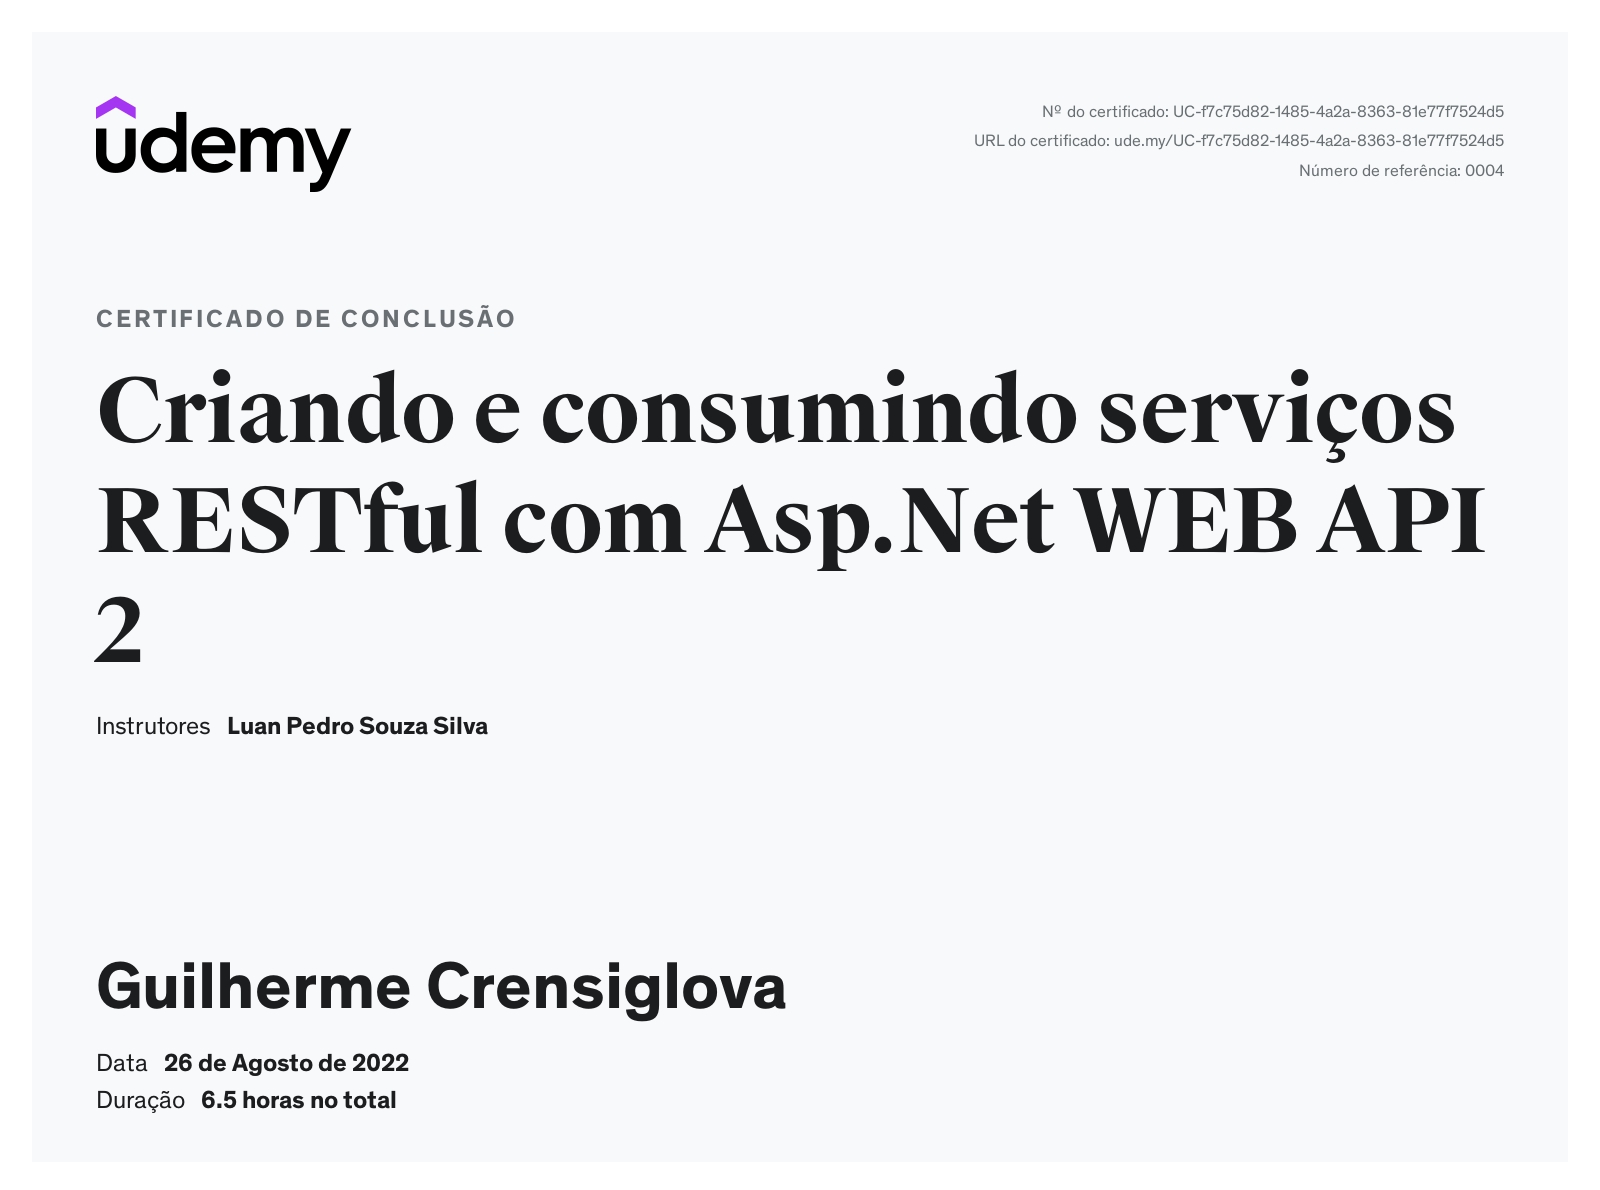 udemy
Nº do certificado: UC-f7c75d82-1485-4a2a-8363-81e77f7524d5
URL do certificado: ude.my/UC-f7c75d82-1485-4a2a-8363-81e77f7524d5
Número de referência: 0004
CERTIFICADO DE CONCLUSÃO
Criando e consumindo serviços
RESTful com Asp.Net WEB API
2
Instrutores Luan Pedro Souza Silva
Guilherme Crensiglova
Data 26 de Agosto de 2022
Duração 6.5 horas no total